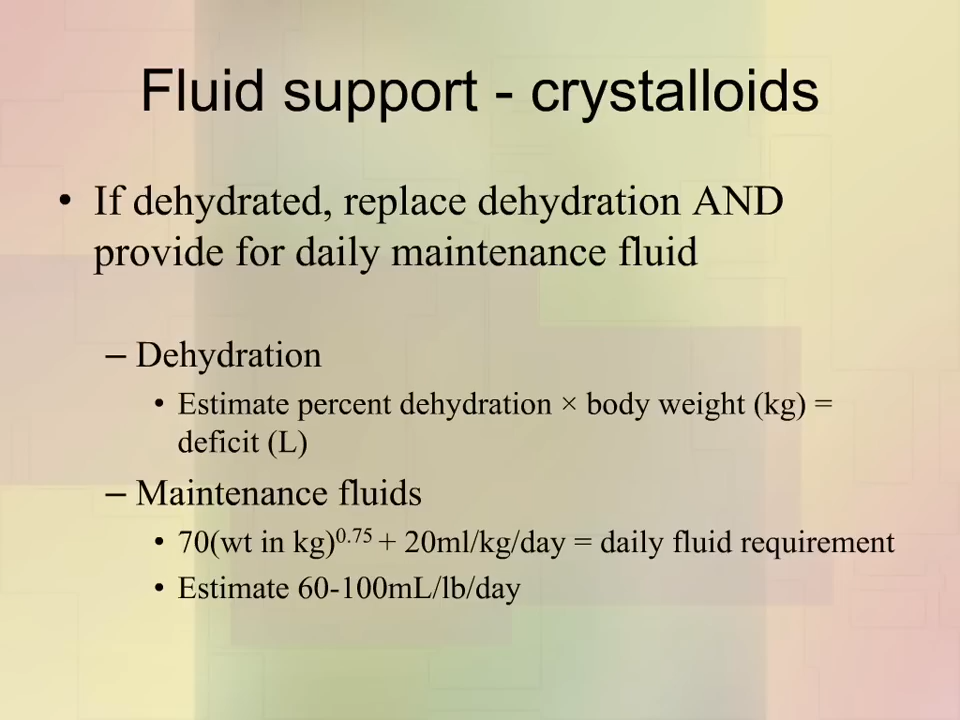 Fluid support - crystalloids
• If dehydrated, replace dehydration AND
provide for daily maintenance fluid
– Dehydration
• Estimate percent dehydration × body weight (kg) =
deficit (L)
– Maintenance fluids
• 70(wt in kg)^0.75 + 20ml/kg/day = daily fluid requirement
• Estimate 60-100mL/lb/day